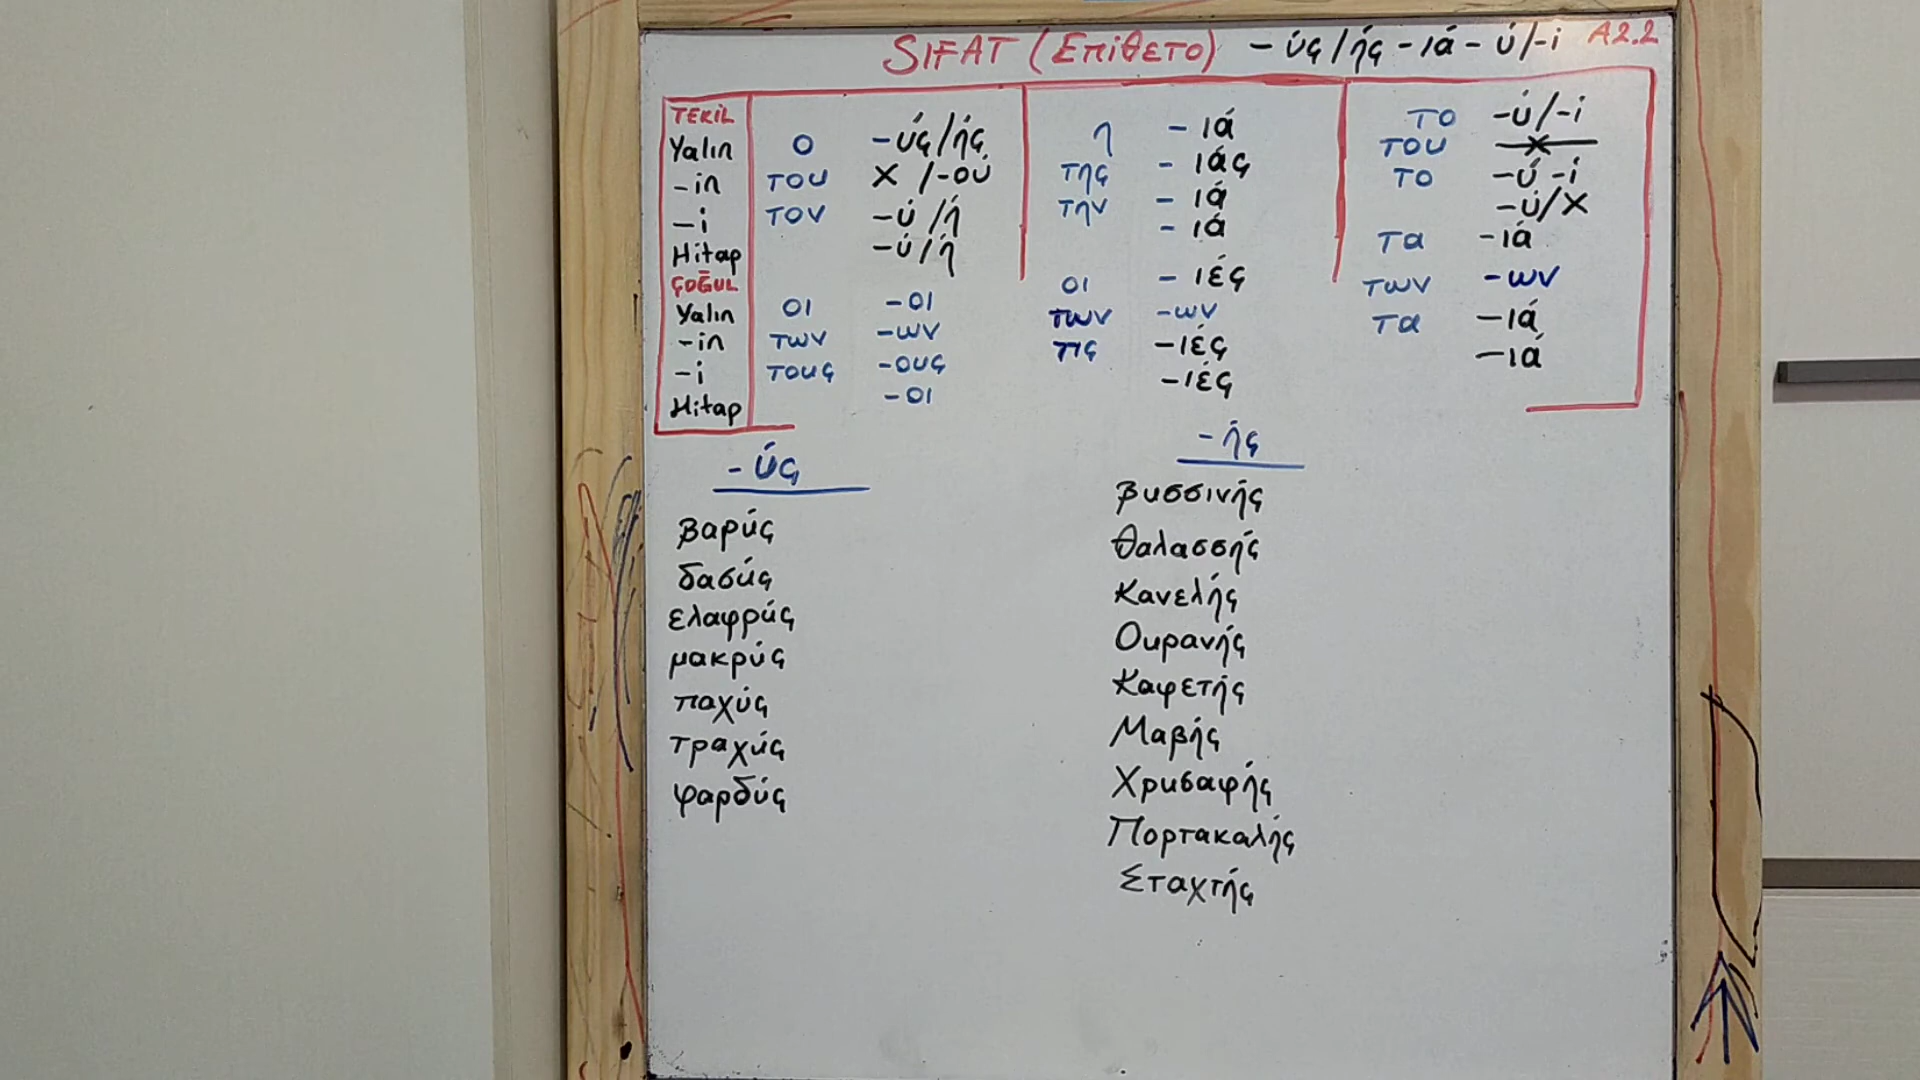 SIFAT (Επίθετο) - ύς/ής - ιά - ύ/-ί A2.2
TEKİL
Yalın ο -ύς/ής η - ιά το -ύ/-ί
-in του X /-ού της - ιάς του X
-i τον -ύ /ή την - ιά το -ύ -ί
Hitap -ύ/ή - ιά -ύ/X
ÇOĞUL
Yalın οι -οι οι - ιές τα -ιά
-in των -ων των -ων των -ων
-i τους -ους τις -ιές τα -ιά
Hitap -οι -ιές -ιά
- ύς
βαρύς
δασύς
ελαφρύς
μακρύς
παχύς
τραχύς
φαρδύς
- ής
βυσσινής
θαλασσής
Κανελής
Ουρανής
Καφετής
Μαβής
Χρυσαφής
Πορτακαλής
Σταχτής